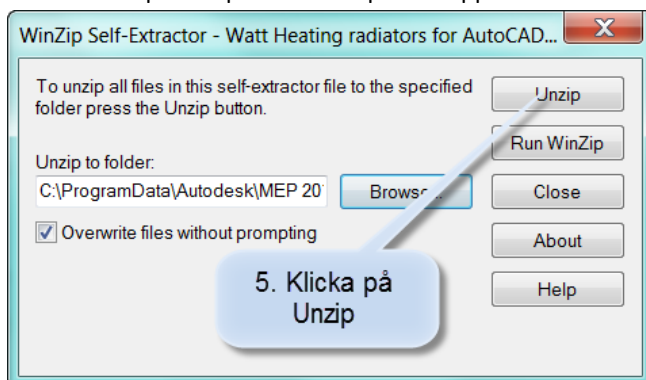 WinZip Self-Extractor - Watt Heating radiators for AutoCAD...
To unzip all files in this self-extractor file to the specified
folder press the Unzip button.
Unzip to folder:
C:\ProgramData\Autodesk\MEP 20
Browse...
Overwrite files without prompting
Unzip
Run WinZip
Close
About
Help
5. Klicka på
Unzip